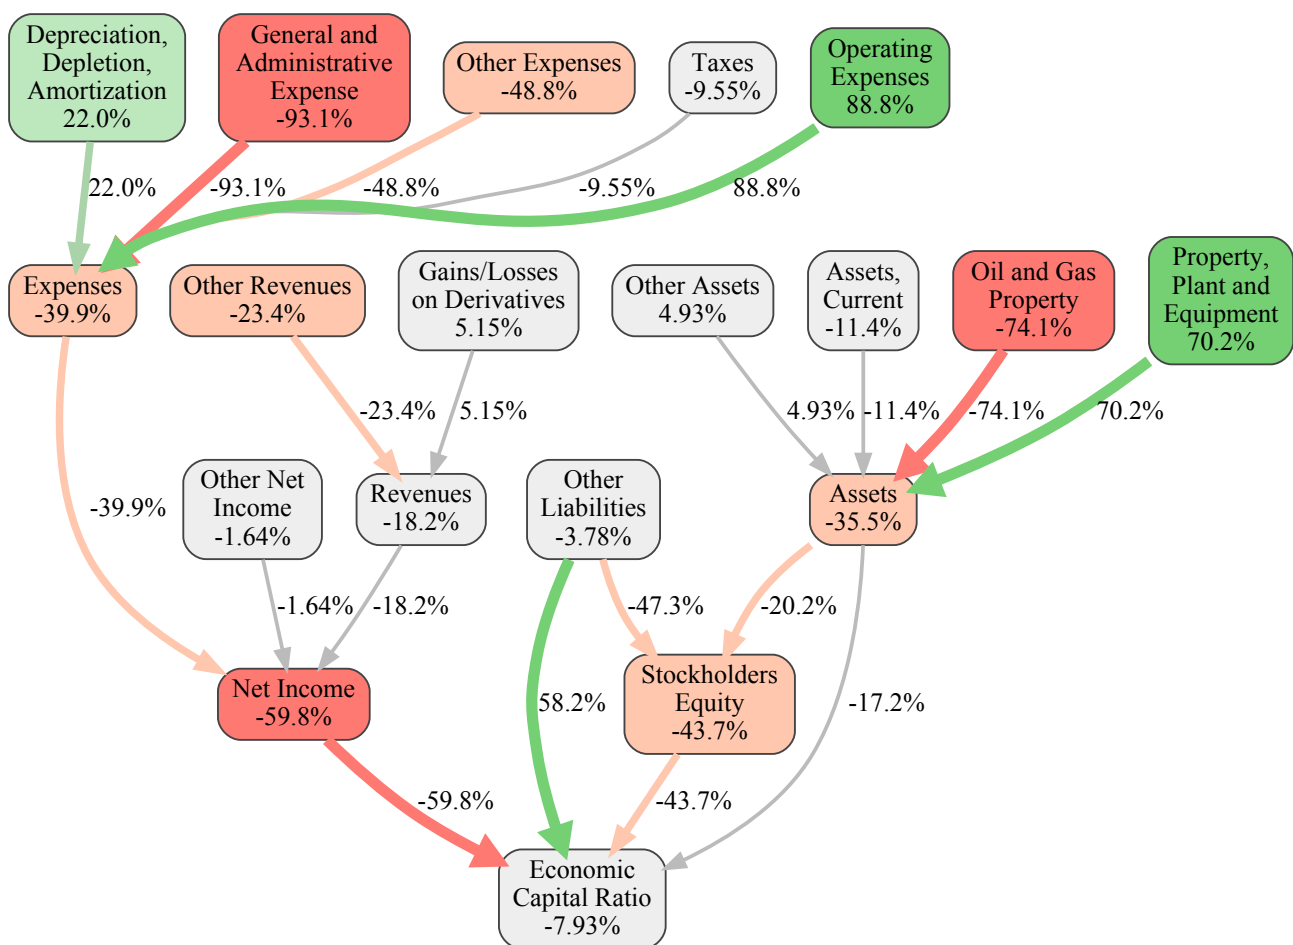 Depreciation,
Depletion,
Amortization
22.0%
General and
Administrative
Expense
-93.1%
Other Expenses
-48.8%
Taxes
-9.55%
Operating
Expenses
88.8%
22.0%
-93.1%
-48.8%
-9.55%
88.8%
Expenses
-39.9%
Other Revenues
-23.4%
Gains/Losses
on Derivatives
5.15%
Other Assets
4.93%
Assets,
Current
-11.4%
Oil and Gas
Property
-74.1%
Property,
Plant and
Equipment
70.2%
-23.4%
5.15%
4.93%
-11.4%
-74.1%
70.2%
-39.9%
Other Net
Income
-1.64%
Revenues
-18.2%
Other
Liabilities
-3.78%
Assets
-35.5%
-1.64%
-18.2%
-47.3%
-20.2%
Net Income
-59.8%
58.2%
Stockholders
Equity
-43.7%
-17.2%
-59.8%
-43.7%
Economic
Capital Ratio
-7.93%